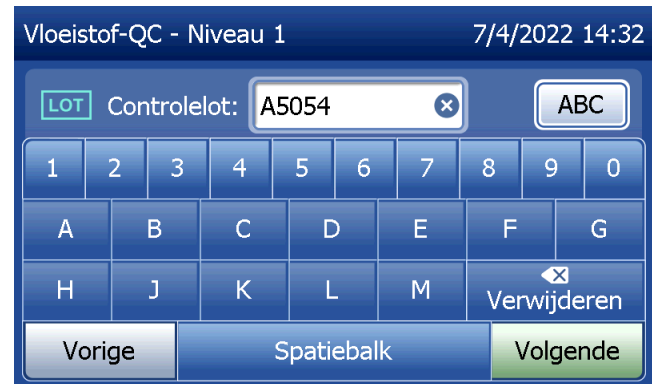 Vloeistof-QC - Niveau 1 7/4/2022 14:32
LOT Controlelot: A5054 ABC
1 2 3 4 5 6 7 8 9 0
A B C D E F G
H J K L M Verwijderen
Vorige Spatiebalk Volgende